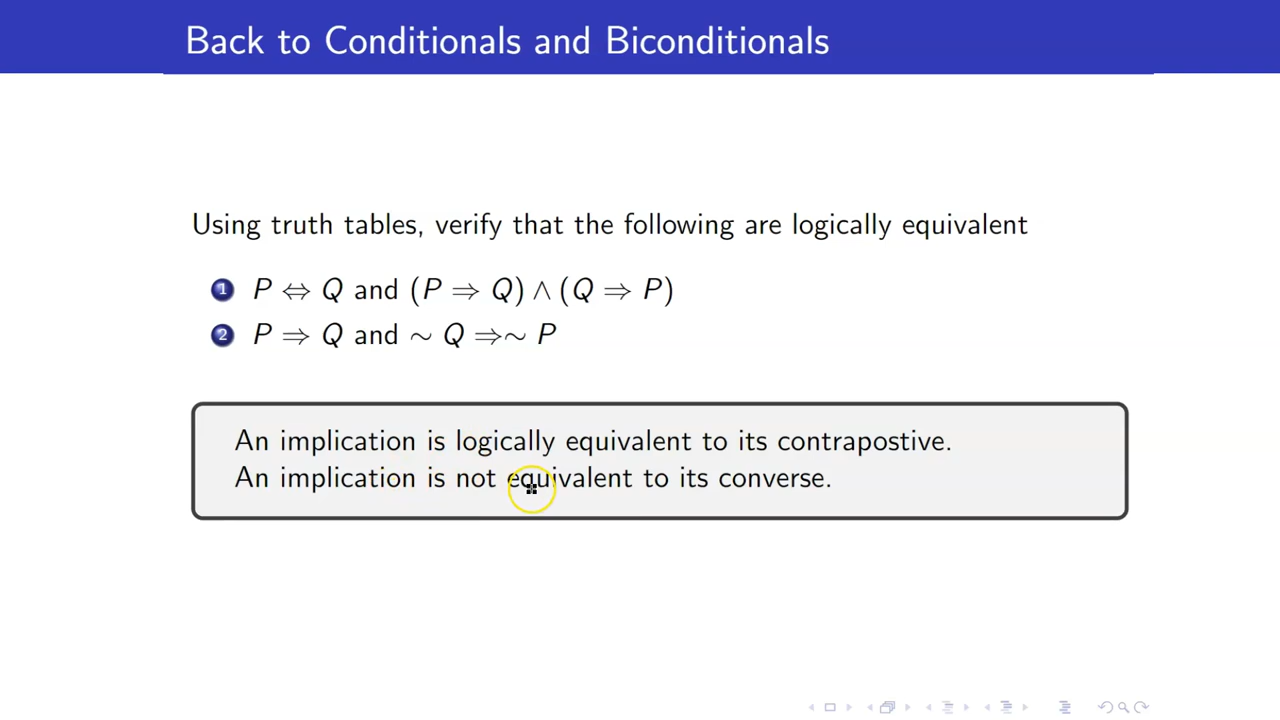 Back to Conditionals and Biconditionals
Using truth tables, verify that the following are logically equivalent
1 P ⇔ Q and (P ⇒ Q) ∧ (Q ⇒ P)
2 P ⇒ Q and ∼ Q ⇒∼ P
An implication is logically equivalent to its contrapostive.
An implication is not equivalent to its converse.